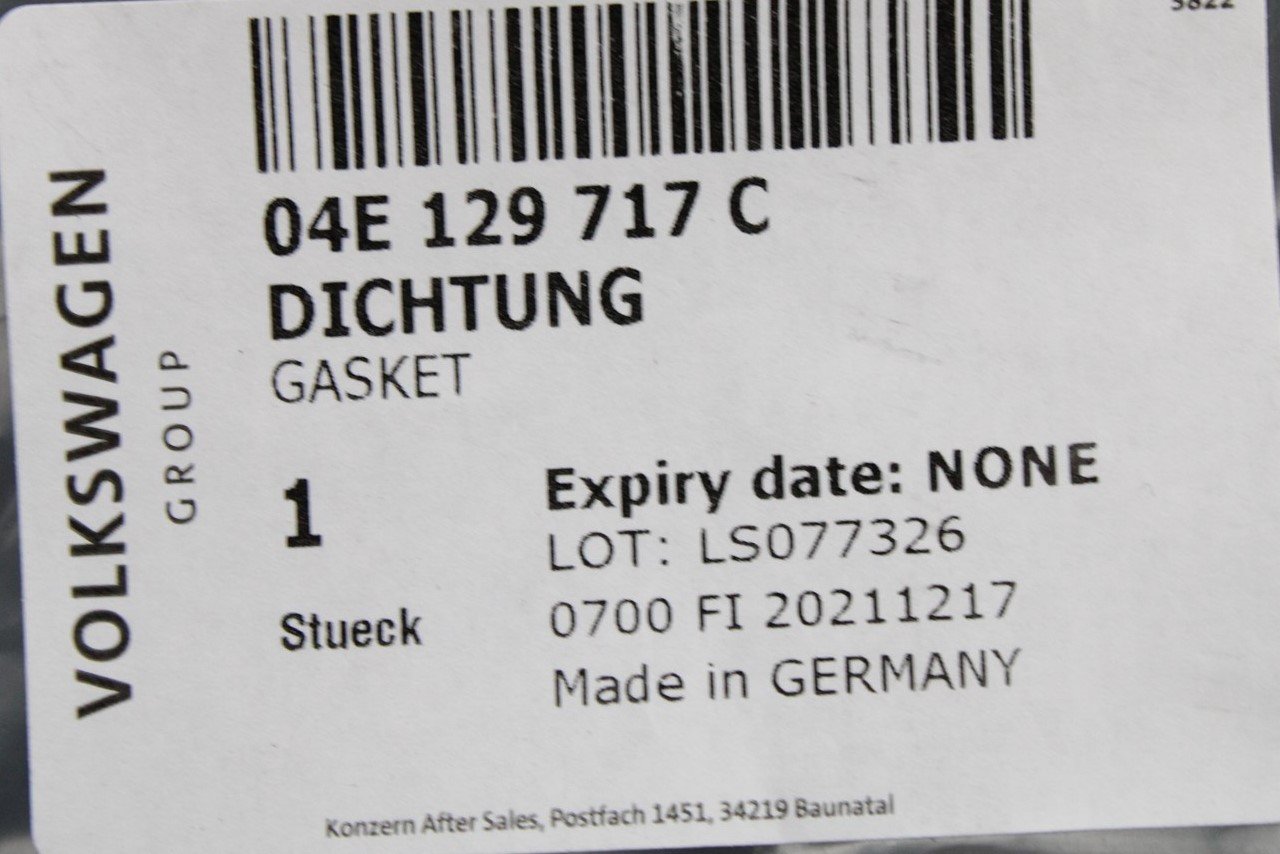 3822
04E 129 717 C
DICHTUNG
GASKET
VOLKSWAGEN
GROUP
1
Stueck
Expiry date: NONE
LOT: LS077326
0700 FI 20211217
Made in GERMANY
Konzern After Sales, Postfach 1451, 34219 Baunatal